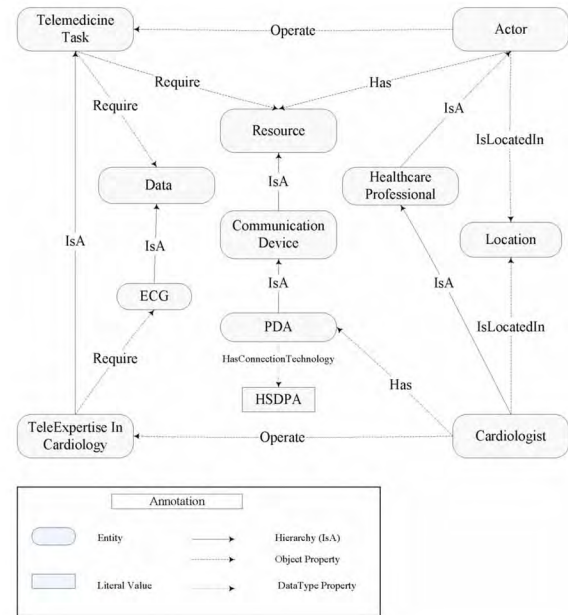 Telemedicine
Task
Operate
Actor
Require
Has
Require
IsA
Resource
IsLocatedIn
IsA
Data
Healthcare
Professional
Communication
Device
Location
IsA
IsA
IsA
IsA
ECG
PDA
IsLocatedIn
Require
HasConnectionTechnology
Has
HSDPA
TeleExpertise In
Cardiology
Operate
Cardiologist
Annotation
Entity
Hierarchy (IsA)
Object Property
Literal Value
DataType Property